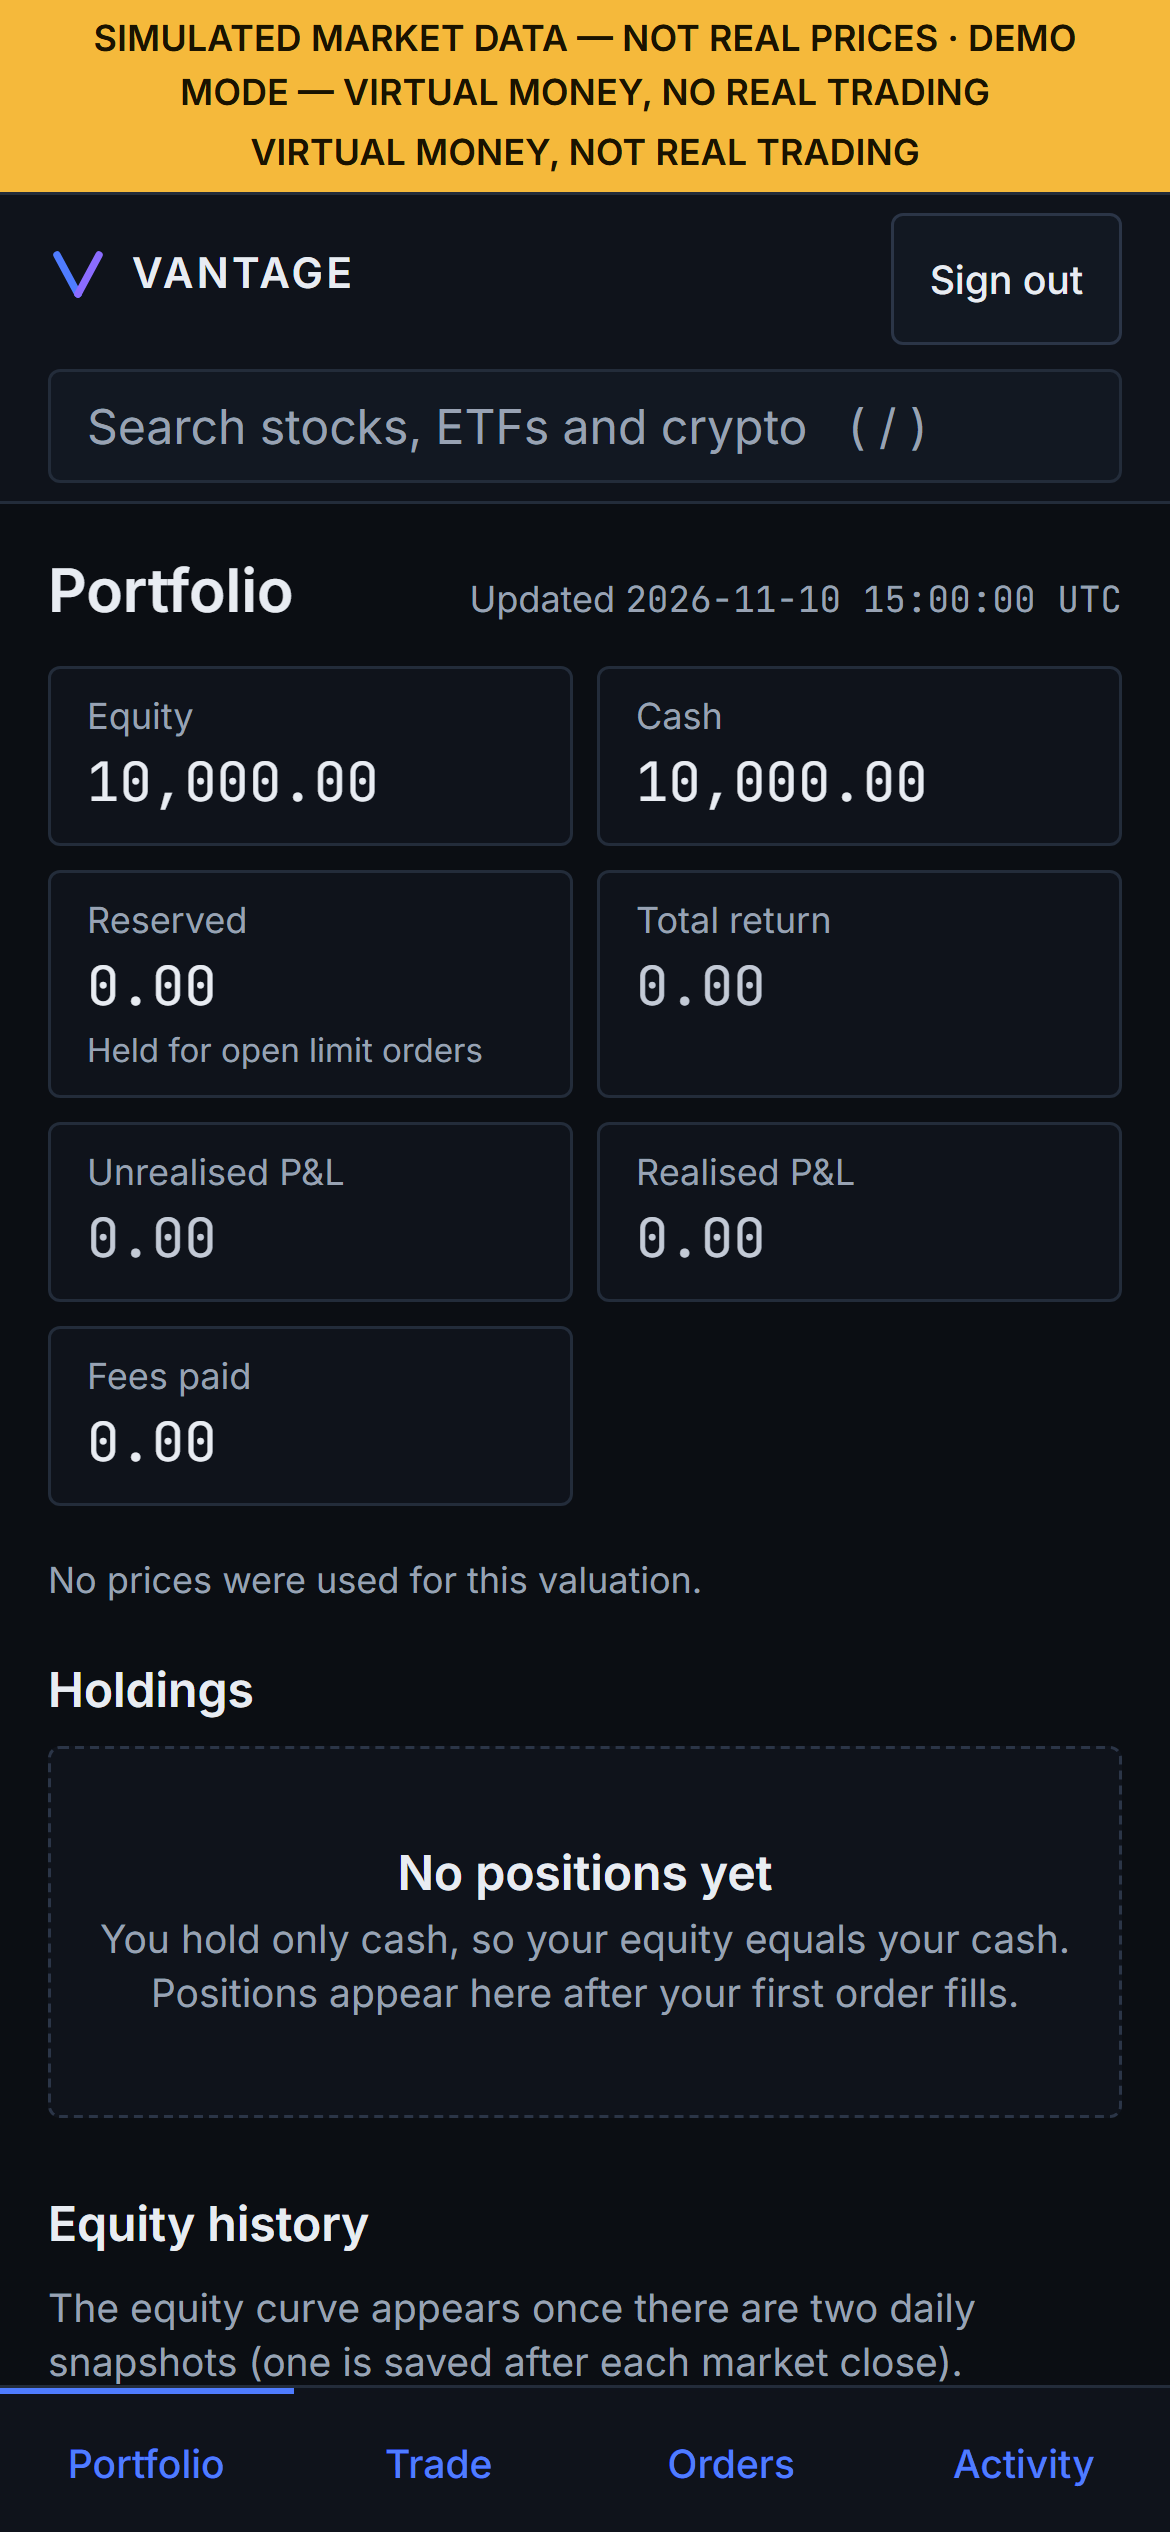 SIMULATED MARKET DATA — NOT REAL PRICES · DEMO
MODE — VIRTUAL MONEY, NO REAL TRADING
VIRTUAL MONEY, NOT REAL TRADING
VANTAGE
Sign out
Search stocks, ETFs and crypto ( / )
Portfolio
Updated 2026-11-10 15:00:00 UTC
Equity
10,000.00
Cash
10,000.00
Reserved
0.00
Held for open limit orders
Total return
0.00
Unrealised P&L
0.00
Realised P&L
0.00
Fees paid
0.00
No prices were used for this valuation.
Holdings
No positions yet
You hold only cash, so your equity equals your cash.
Positions appear here after your first order fills.
Equity history
The equity curve appears once there are two daily
snapshots (one is saved after each market close).
Portfolio
Trade
Orders
Activity